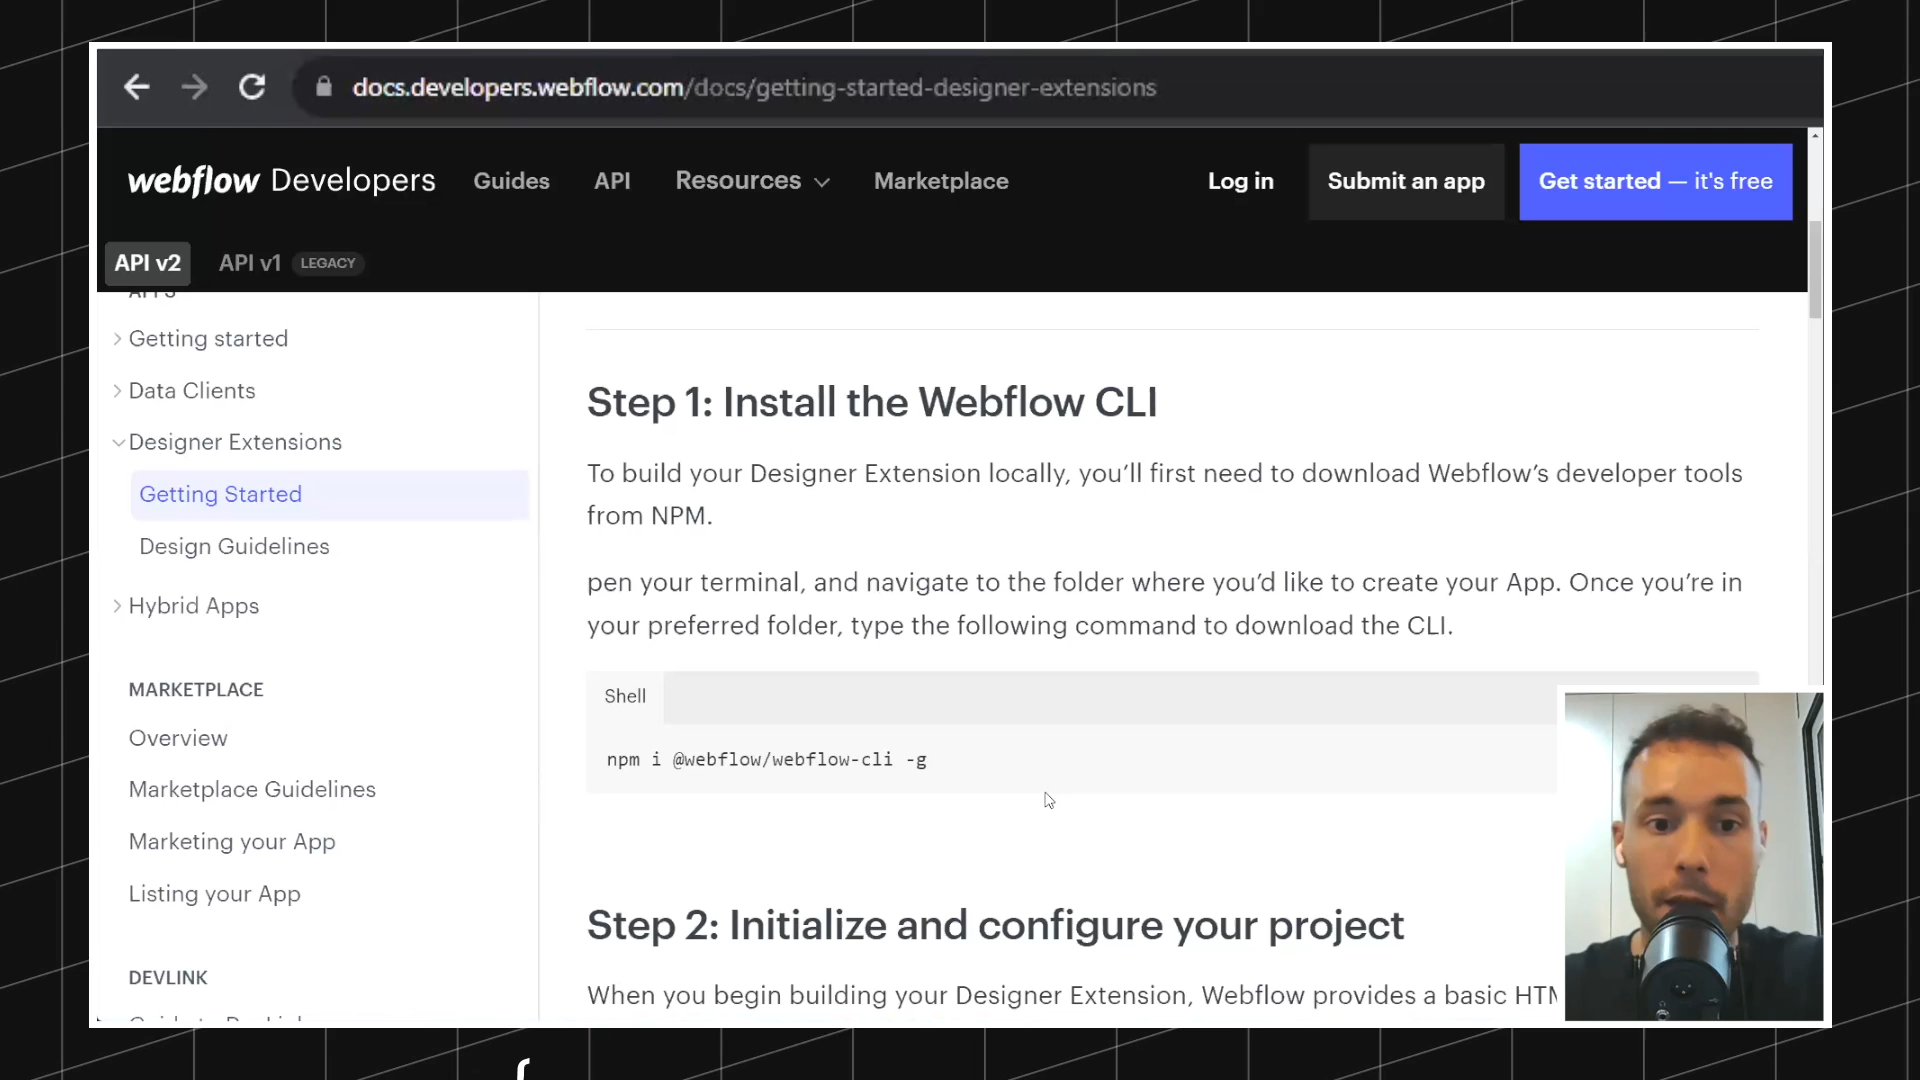 docs.developers.webflow.com/docs/getting-started-designer-extensions
webflow Developers
Guides
API
Resources
Marketplace
Log in
Submit an app
Get started — it's free
API v2
API v1
LEGACY
APPS
Getting started
Data Clients
Designer Extensions
Getting Started
Design Guidelines
Hybrid Apps
MARKETPLACE
Overview
Marketplace Guidelines
Marketing your App
Listing your App
DEVLINK
Step 1: Install the Webflow CLI
To build your Designer Extension locally, you’ll first need to download Webflow’s developer tools
from NPM.
pen your terminal, and navigate to the folder where you’d like to create your App. Once you’re in
your preferred folder, type the following command to download the CLI.
Shell
npm i @webflow/webflow-cli -g
Step 2: Initialize and configure your project
When you begin building your Designer Extension, Webflow provides a basic HTM